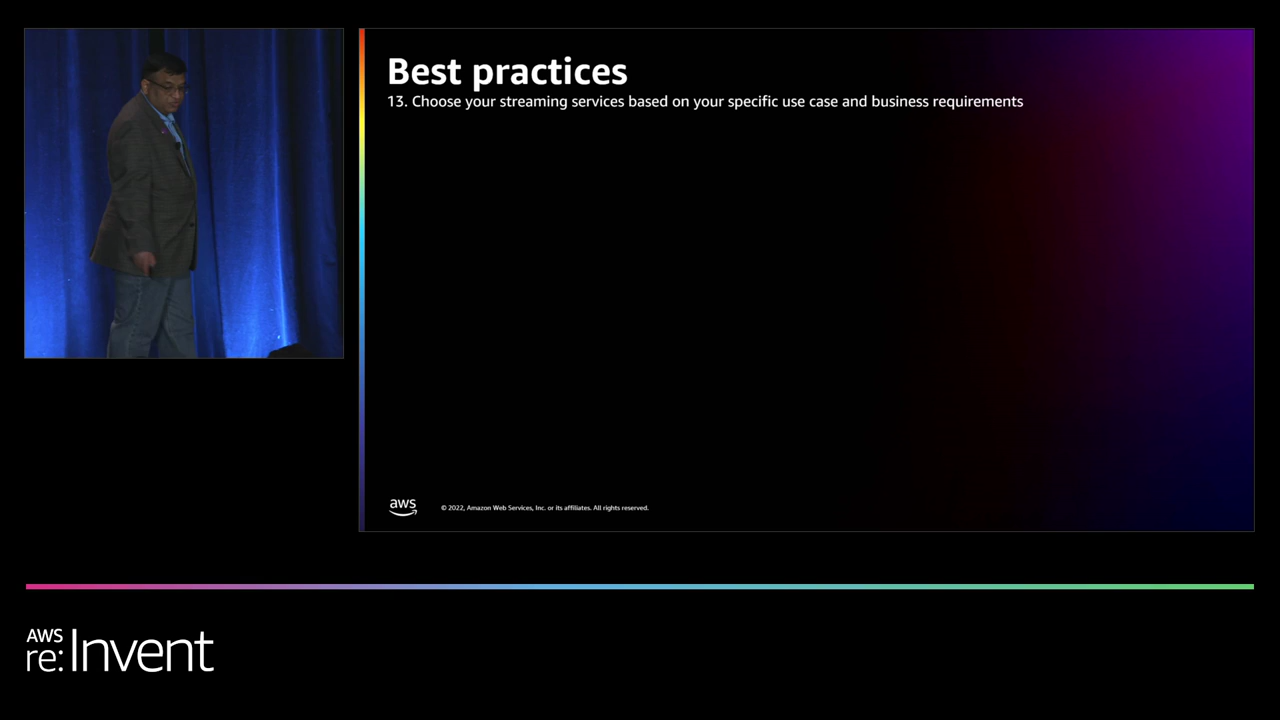 Best practices
13. Choose your streaming services based on your specific use case and business requirements
aws
© 2022, Amazon Web Services, Inc. or its affiliates. All rights reserved.
AWS
re:Invent